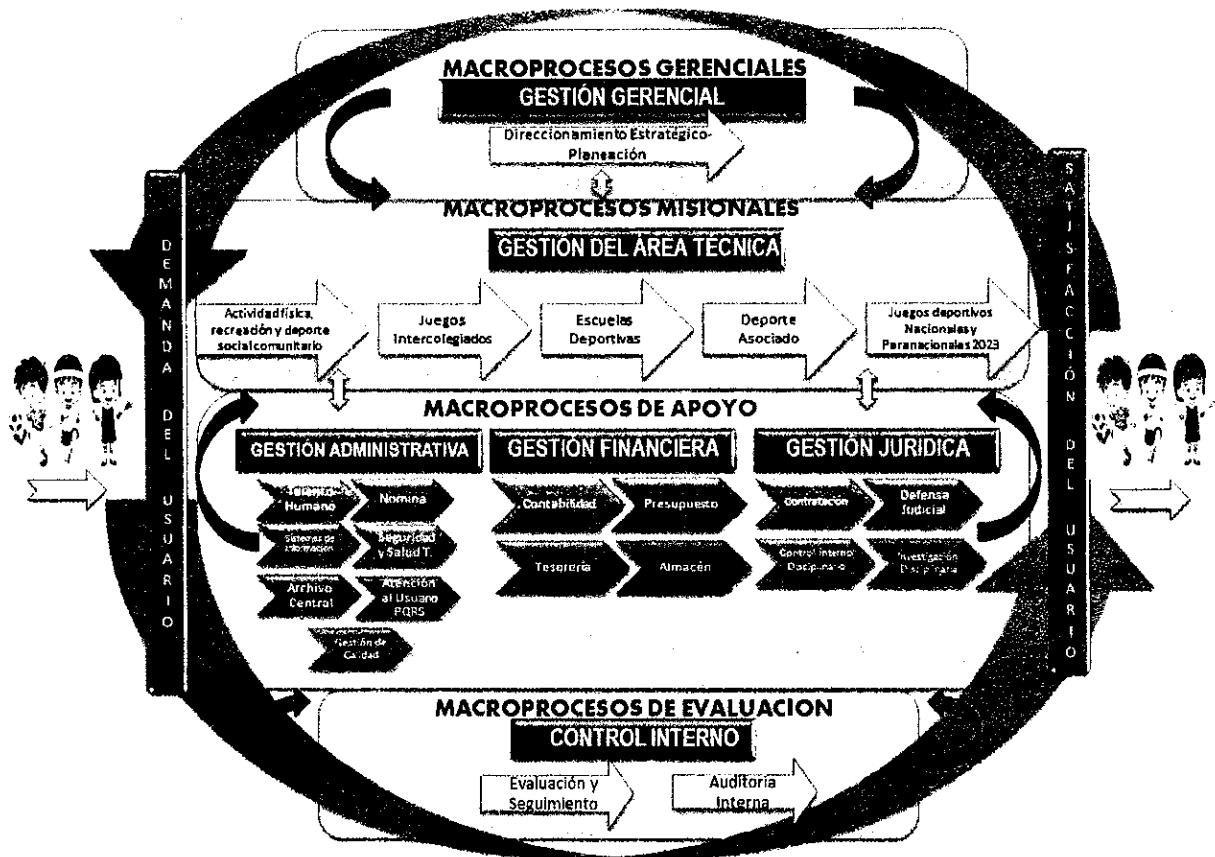 MACROPROCESOS GERENCIALES
GESTIÓN GERENCIAL
Direccionamiento Estratégico-
Planeación
MACROPROCESOS MISIONALES
GESTIÓN DEL ÁREA TÉCNICA
Actividad física,
recreación y deporte
social comunitario
Juegos
Intercolegiados
Escuelas
Deportivas
Deporte
Asociado
Juegos deportivos
Nacionales y
Paranacionales 2023
DEMANDA DEL USUARIO
SATISFACCIÓN DEL USUARIO
MACROPROCESOS DE APOYO
GESTIÓN ADMINISTRATIVA
Humano
Nomina
Sistemas de
Información
Seguridad
y Salud T.
Archivo
Central
Atención
al Usuario
PQRS
Gestión de
Calidad
GESTIÓN FINANCIERA
Contabilidad
Presupuesto
Tesorería
Almacén
GESTIÓN JURÍDICA
Contratación
Defensa
Judicial
Control Interno
Disciplinario
Investigación
Disciplinaria
MACROPROCESOS DE EVALUACION
CONTROL INTERNO
Evaluación y
Seguimiento
Auditoria
Interna